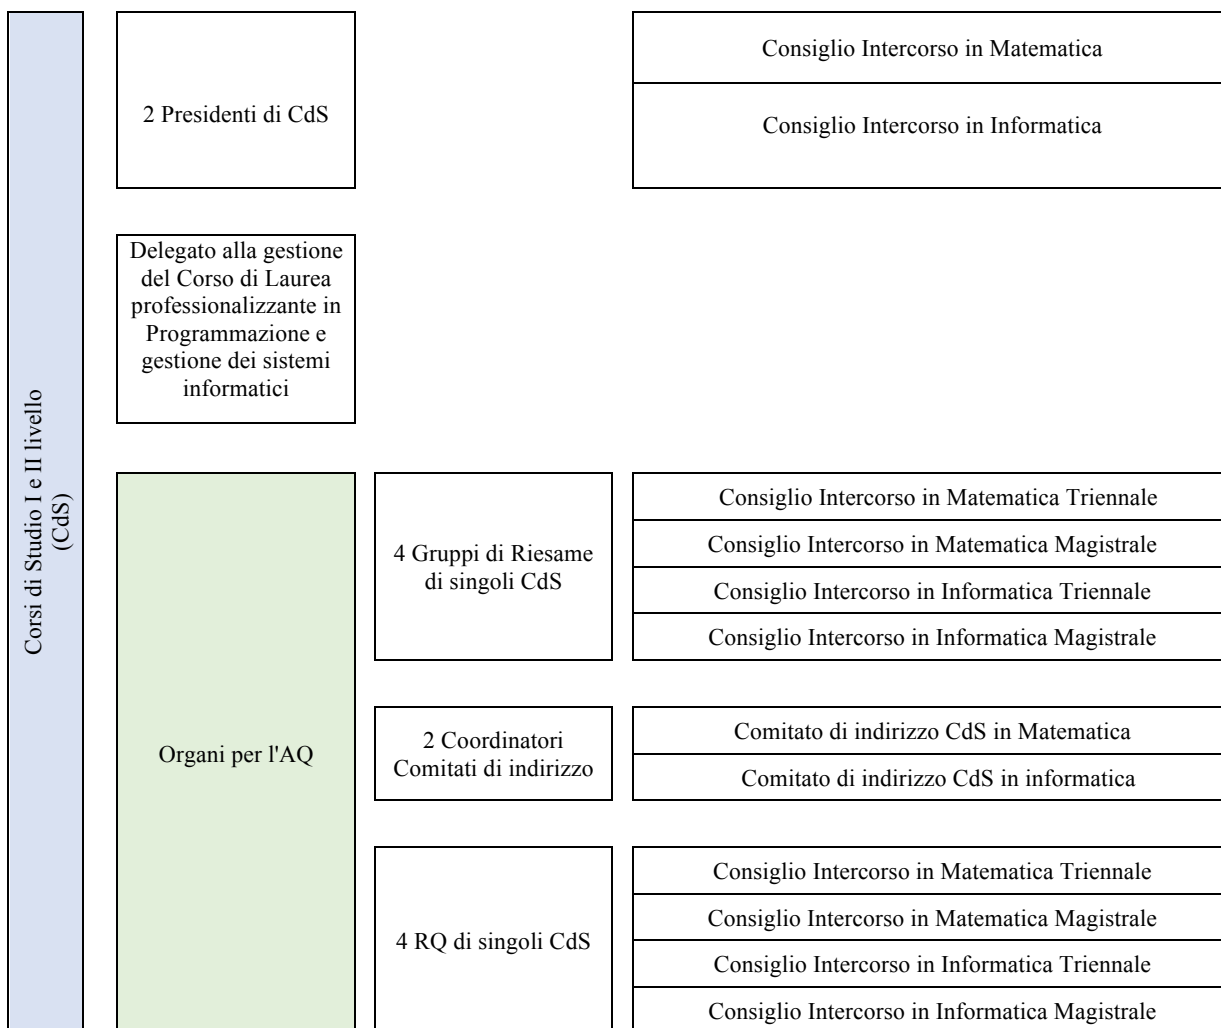 Corsi di Studio I e II livello
(CdS)
2 Presidenti di CdS
Consiglio Intercorso in Matematica
Consiglio Intercorso in Informatica
Delegato alla gestione
del Corso di Laurea
professionalizzante in
Programmazione e
gestione dei sistemi
informatici
Organi per l'AQ
4 Gruppi di Riesame
di singoli CdS
Consiglio Intercorso in Matematica Triennale
Consiglio Intercorso in Matematica Magistrale
Consiglio Intercorso in Informatica Triennale
Consiglio Intercorso in Informatica Magistrale
2 Coordinatori
Comitati di indirizzo
Comitato di indirizzo CdS in Matematica
Comitato di indirizzo CdS in informatica
4 RQ di singoli CdS
Consiglio Intercorso in Matematica Triennale
Consiglio Intercorso in Matematica Magistrale
Consiglio Intercorso in Informatica Triennale
Consiglio Intercorso in Informatica Magistrale